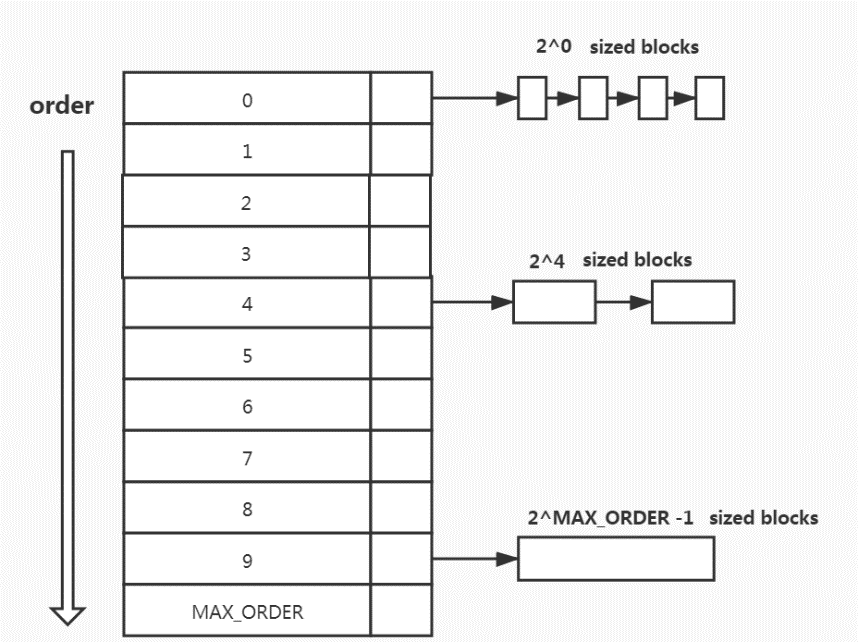 2^0 sized blocks
order
0
1
2
3
2^4 sized blocks
4
5
6
7
8
2^MAX_ORDER -1 sized blocks
9
MAX_ORDER